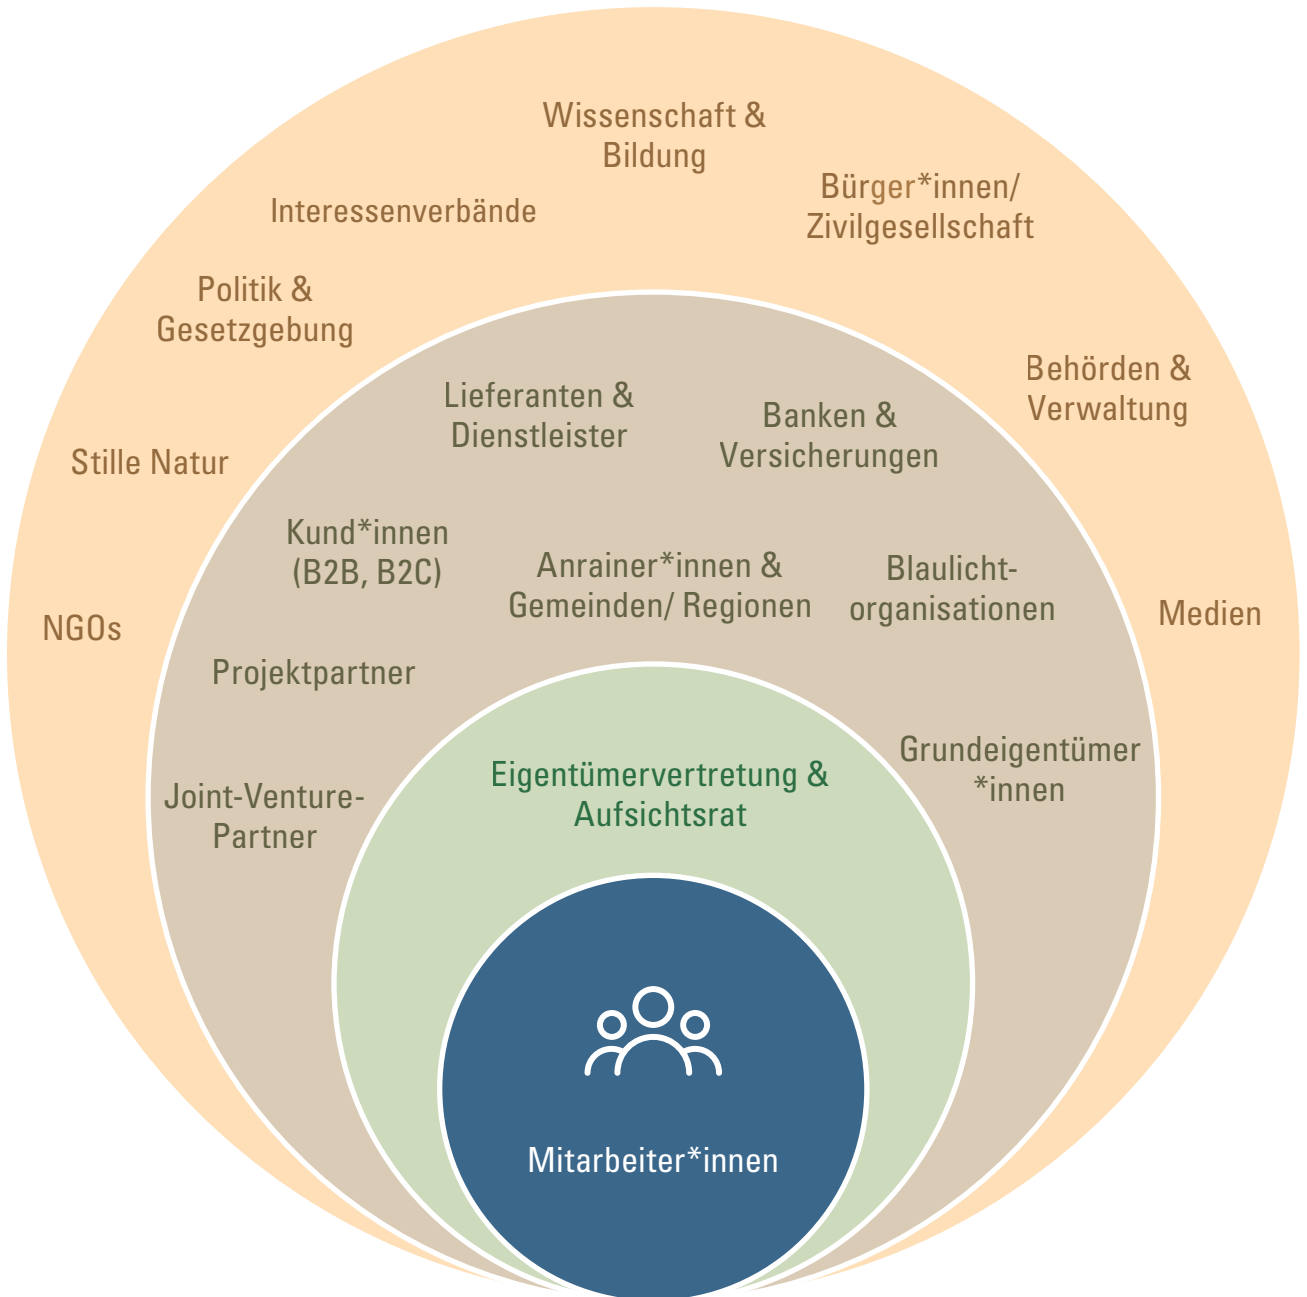 Wissenschaft &
Bildung
Bürger*innen/
Zivilgesellschaft
Interessenverbände
Politik &
Gesetzgebung
Behörden &
Verwaltung
Stille Natur
NGOs
Medien
Lieferanten &
Dienstleister
Banken &
Versicherungen
Kund*innen
(B2B, B2C)
Anrainer*innen &
Gemeinden/ Regionen
Blaulicht-
organisationen
Projektpartner
Joint-Venture-
Partner
Grundeigentümer
*innen
Eigentümervertretung &
Aufsichtsrat
Mitarbeiter*innen